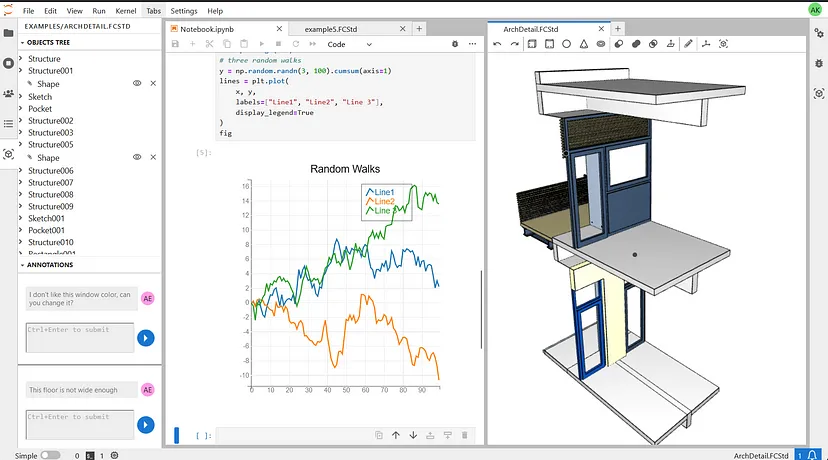 File Edit View Run Kernel Tabs Settings Help
AK
EXAMPLES/ARCHDETAIL.FCSTD
OBJECTS TREE
Structure
Structure001
Shape
Sketch
Pocket
Structure002
Structure003
Structure005
Shape
Structure006
Structure007
Structure008
Structure009
Sketch001
Pocket001
Structure010
Rectangle001
ANNOTATIONS
I don't like this window color, can
you change it?
AE
Ctrl+Enter to submit
This floor is not wide enough
AE
Ctrl+Enter to submit
Notebook.ipynb
example5.FCStd
Code
# three random walks
y = np.random.randn(3, 100).cumsum(axis=1)
lines = plt.plot(
x, y,
labels=["Line1", "Line2", "Line 3"],
display_legend=True
)
fig
[5]:
Random Walks
Line1
Line2
Line 3
16
14
12
10
8
6
4
2
0
-2
-4
-6
-8
-10
0 10 20 30 40 50 60 70 80 90
[ ]:
ArchDetail.FCStd
Simple
0
1
ArchDetail.FCStd
1